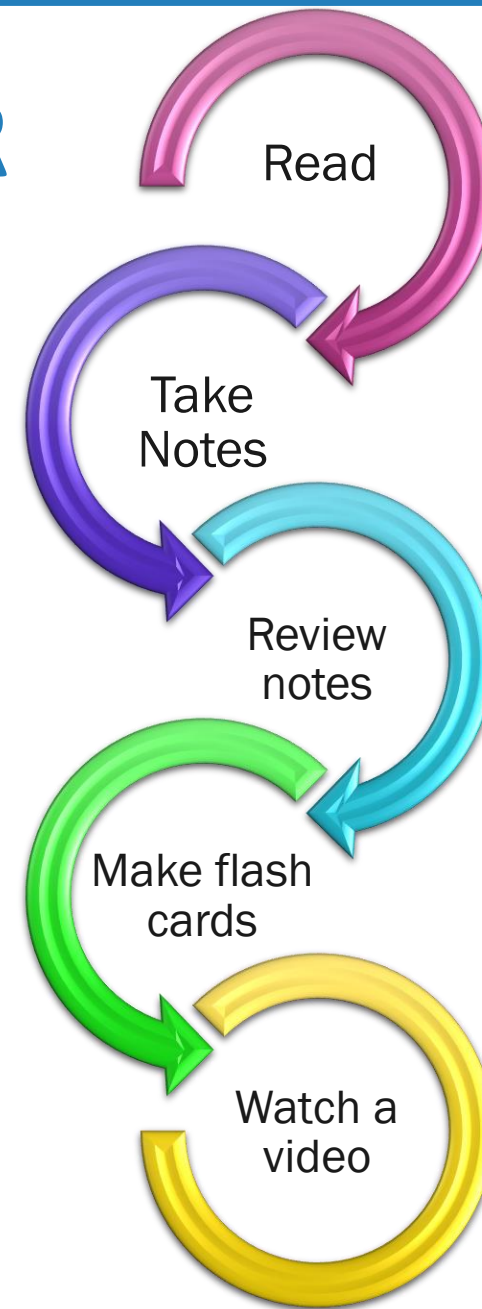 R
Read
Take
Notes
Review
notes
Make flash
cards
Watch a
video